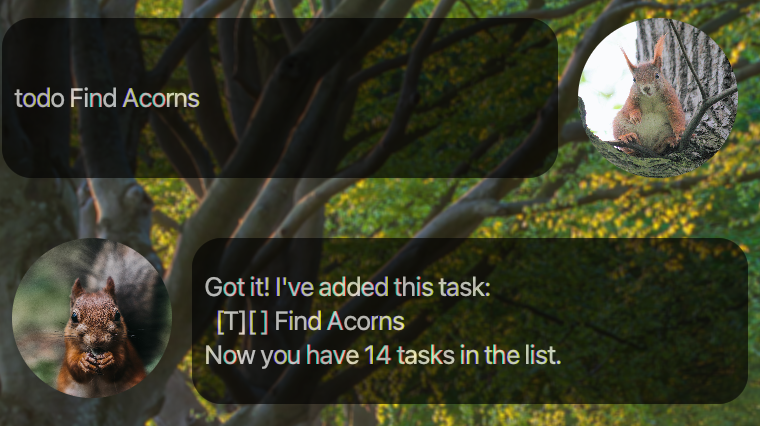 todo Find Acorns
Got it! I've added this task:
[T][ ] Find Acorns
Now you have 14 tasks in the list.